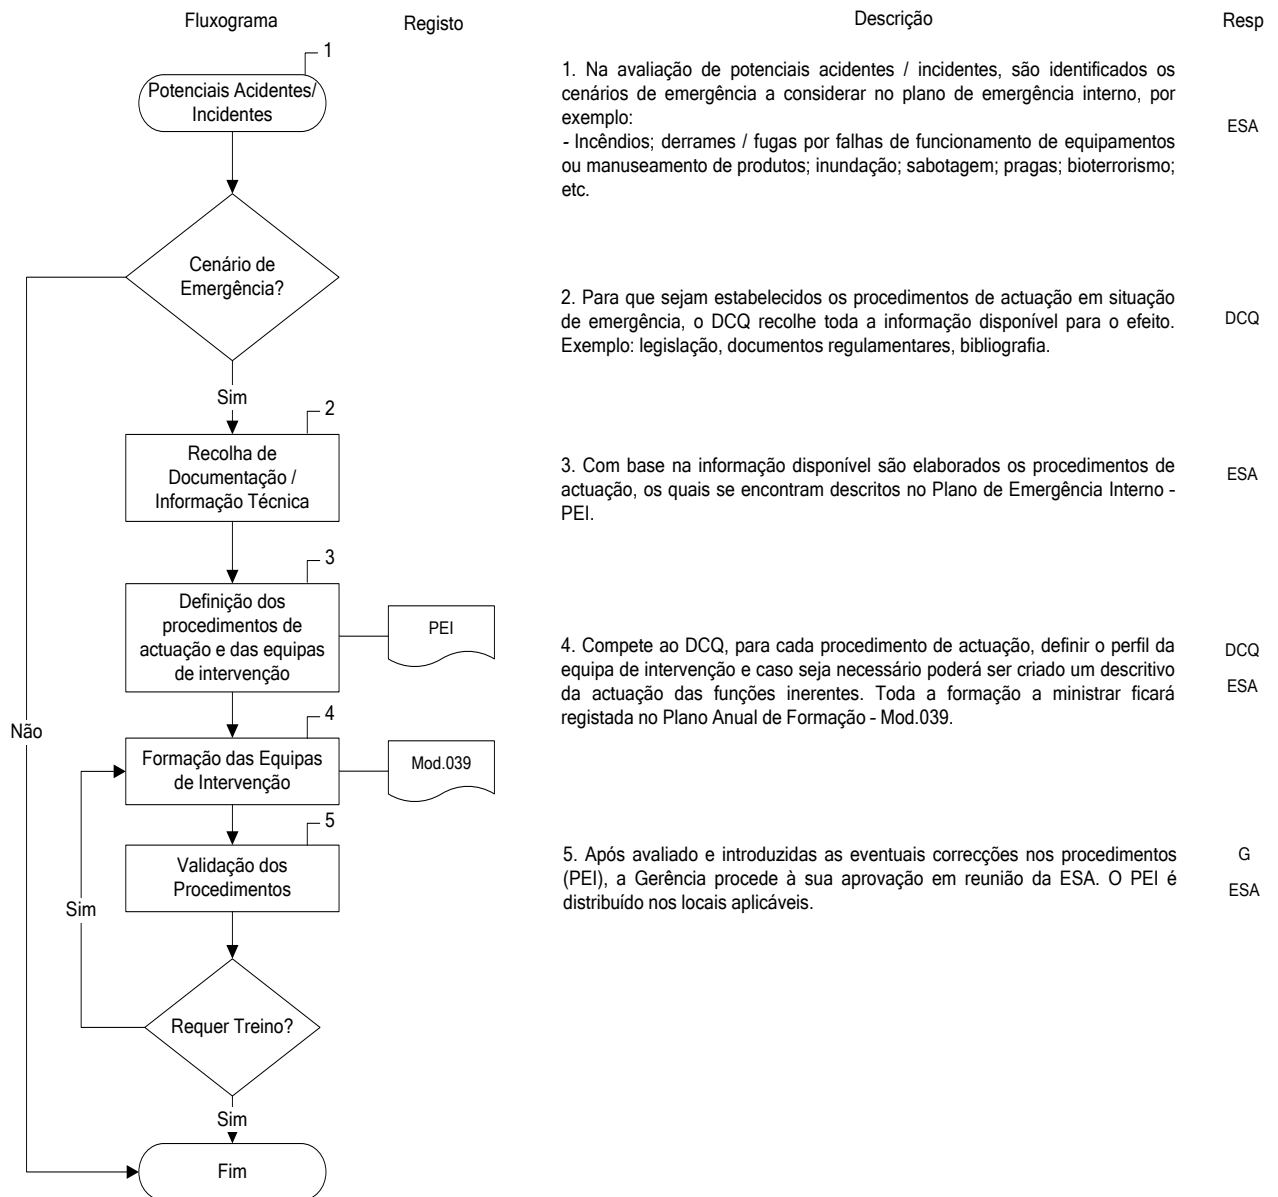 Fluxograma
Registo
Descrição
Resp
1
Potenciais Acidentes/
Incidentes
1. Na avaliação de potenciais acidentes / incidentes, são identificados os
cenários de emergência a considerar no plano de emergência interno, por
exemplo:
- Incêndios; derrames / fugas por falhas de funcionamento de equipamentos
ou manuseamento de produtos; inundação; sabotagem; pragas; bioterrorismo;
etc.
ESA
Cenário de
Emergência?
2. Para que sejam estabelecidos os procedimentos de actuação em situação
de emergência, o DCQ recolhe toda a informação disponível para o efeito.
Exemplo: legislação, documentos regulamentares, bibliografia.
DCQ
Sim
2
Recolha de
Documentação /
Informação Técnica
3. Com base na informação disponível são elaborados os procedimentos de
actuação, os quais se encontram descritos no Plano de Emergência Interno -
PEI.
ESA
3
Definição dos
procedimentos de
actuação e das equipas
de intervenção
PEI
4. Compete ao DCQ, para cada procedimento de actuação, definir o perfil da
equipa de intervenção e caso seja necessário poderá ser criado um descritivo
da actuação das funções inerentes. Toda a formação a ministrar ficará
registada no Plano Anual de Formação - Mod.039.
DCQ
ESA
Não
4
Formação das Equipas
de Intervenção
Mod.039
5
Validação dos
Procedimentos
5. Após avaliado e introduzidas as eventuais correcções nos procedimentos
(PEI), a Gerência procede à sua aprovação em reunião da ESA. O PEI é
distribuído nos locais aplicáveis.
G
ESA
Sim
Requer Treino?
Sim
Fim